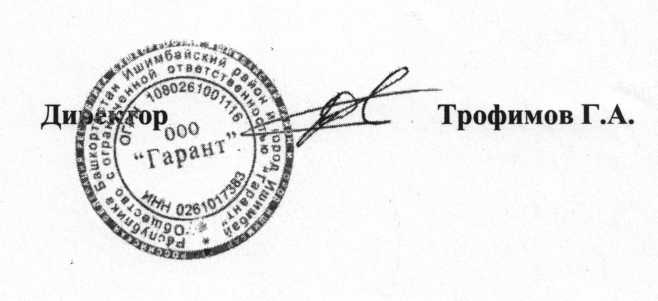 Директор Трофимов Г.А.
Республика Башкортостан Ишимбайский район и город Ишимбай
Общество с ограниченной ответственностью "Гарант"
ОГРН 1080261001116
ООО
"Гарант"
ИНН 0261017383